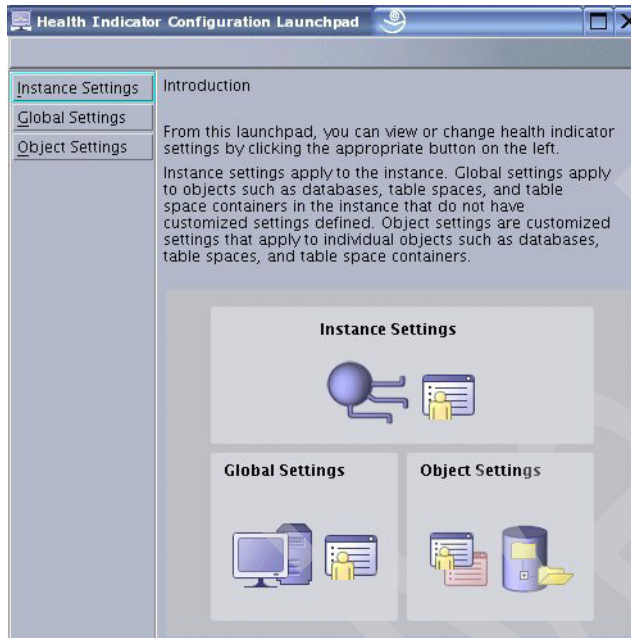 Health Indicator Configuration Launchpad
Instance Settings
Global Settings
Object Settings
Introduction
From this launchpad, you can view or change health indicator
settings by clicking the appropriate button on the left.
Instance settings apply to the instance. Global settings apply
to objects such as databases, table spaces, and table
space containers in the instance that do not have
customized settings defined. Object settings are customized
settings that apply to individual objects such as databases,
table spaces, and table space containers.
Instance Settings
Global Settings
Object Settings